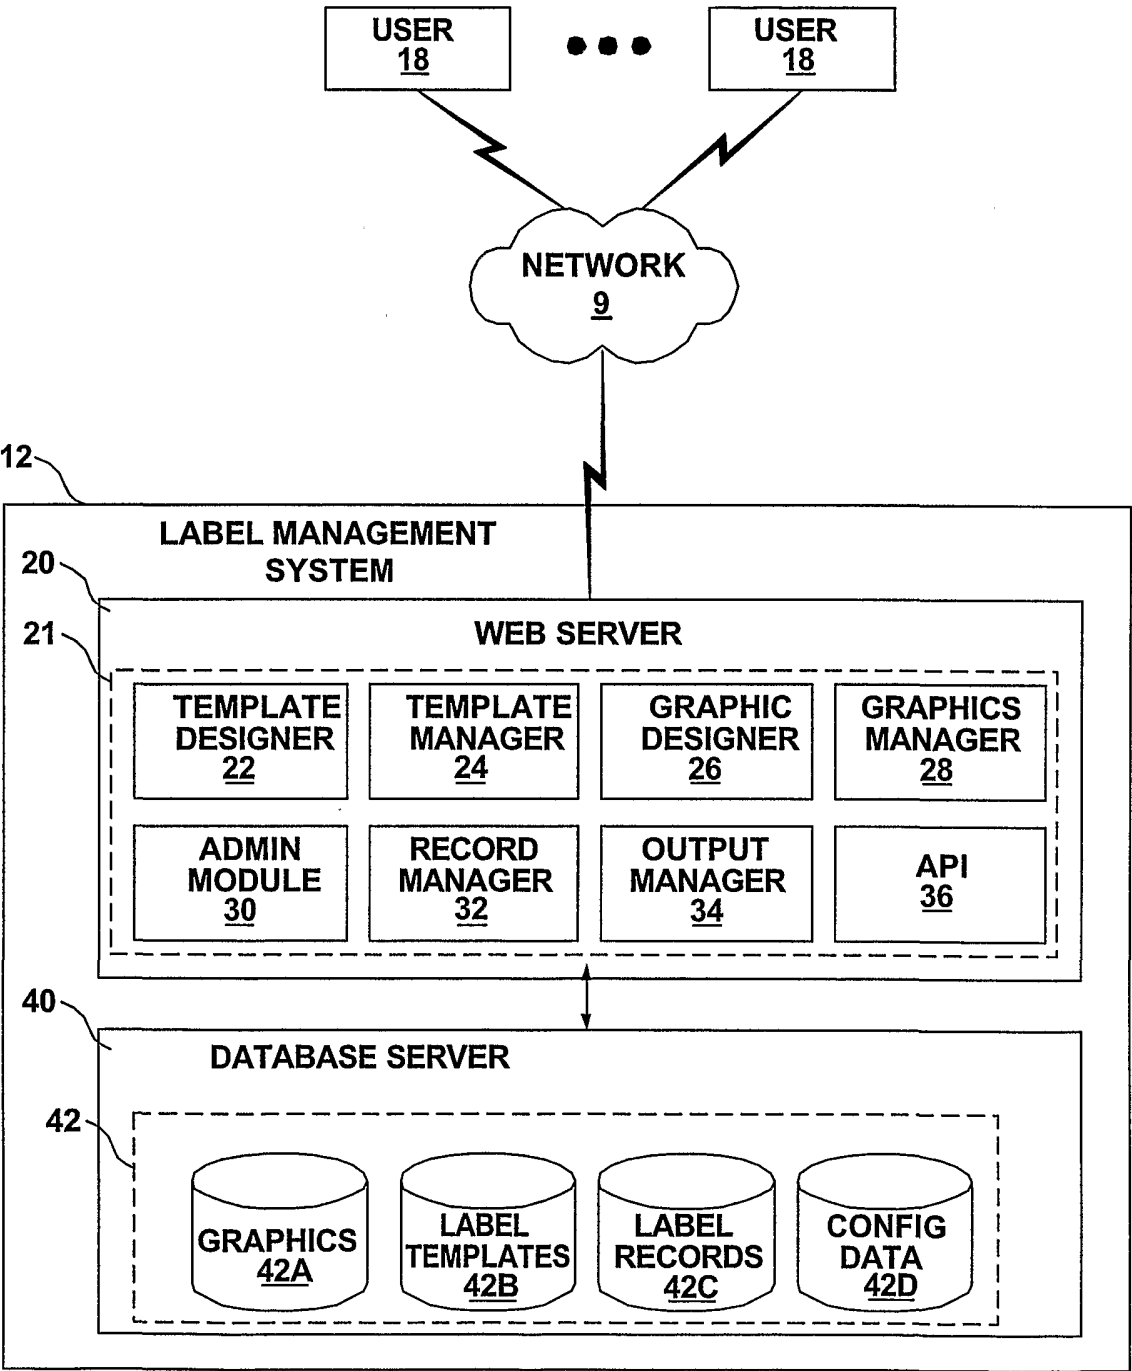 USER
18
USER
18
NETWORK
9
12
LABEL MANAGEMENT
SYSTEM
20
WEB SERVER
21
TEMPLATE
DESIGNER
22
TEMPLATE
MANAGER
24
GRAPHIC
DESIGNER
26
GRAPHICS
MANAGER
28
ADMIN
MODULE
30
RECORD
MANAGER
32
OUTPUT
MANAGER
34
API
36
40
DATABASE SERVER
42
GRAPHICS
42A
LABEL
TEMPLATES
42B
LABEL
RECORDS
42C
CONFIG
DATA
42D